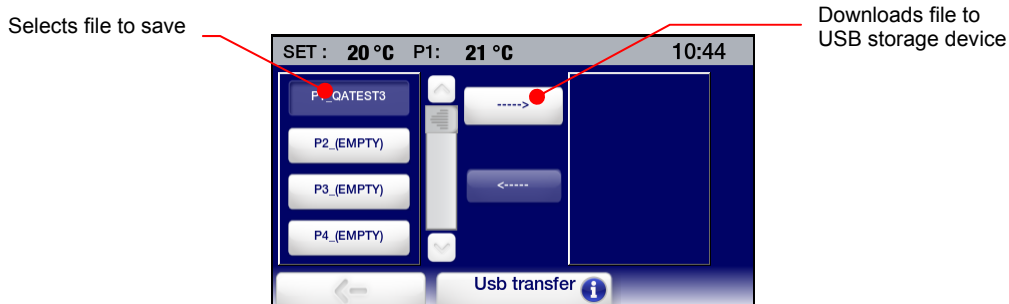 Selects file to save
Downloads file to
USB storage device
SET : 20 °C P1: 21 °C 10:44
P1_QATEST3
----->
P2_(EMPTY)
P3_(EMPTY)
<-----
P4_(EMPTY)
Usb transfer